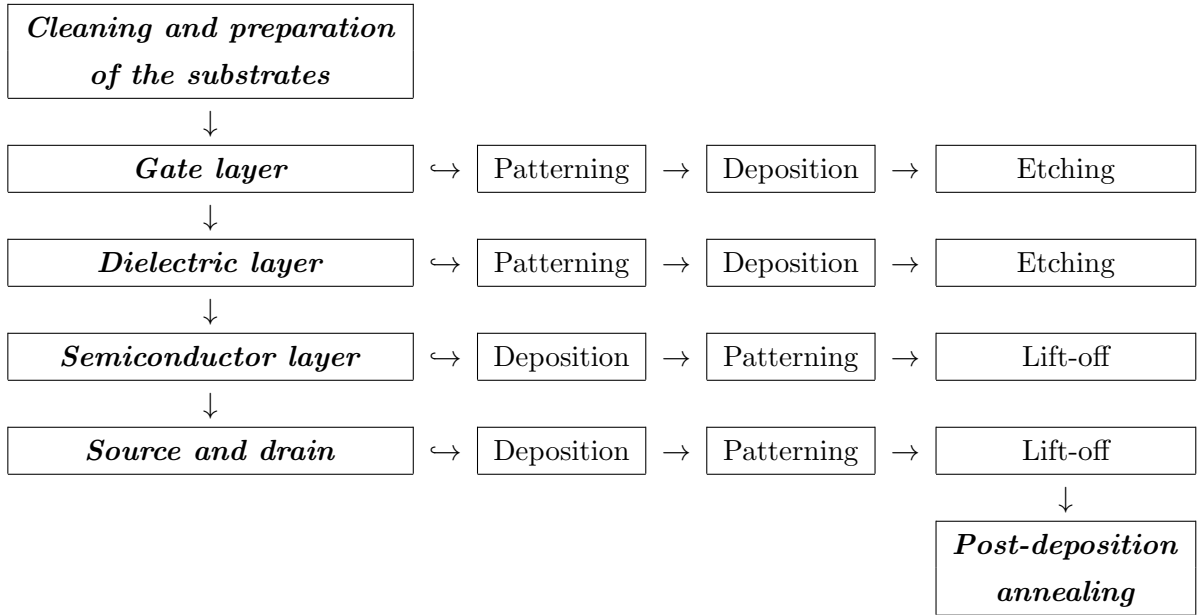 Cleaning and preparation
of the substrates
↓
Gate layer ↪ Patterning → Deposition → Etching
↓
Dielectric layer ↪ Patterning → Deposition → Etching
↓
Semiconductor layer ↪ Deposition → Patterning → Lift-off
↓
Source and drain ↪ Deposition → Patterning → Lift-off
↓
Post-deposition
annealing